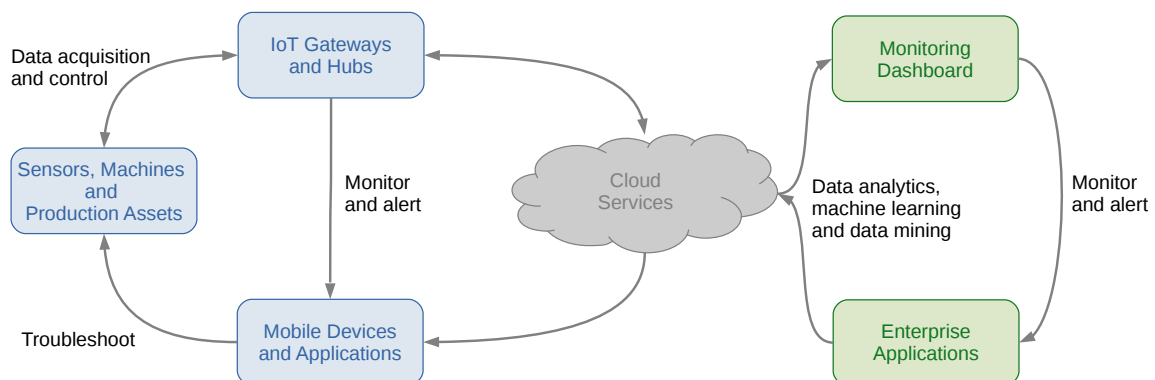 IoT Gateways
and Hubs
Monitoring
Dashboard
Data acquisition
and control
Sensors, Machines
and
Production Assets
Monitor
and alert
Cloud
Services
Data analytics,
machine learning
and data mining
Monitor
and alert
Troubleshoot
Mobile Devices
and Applications
Enterprise
Applications